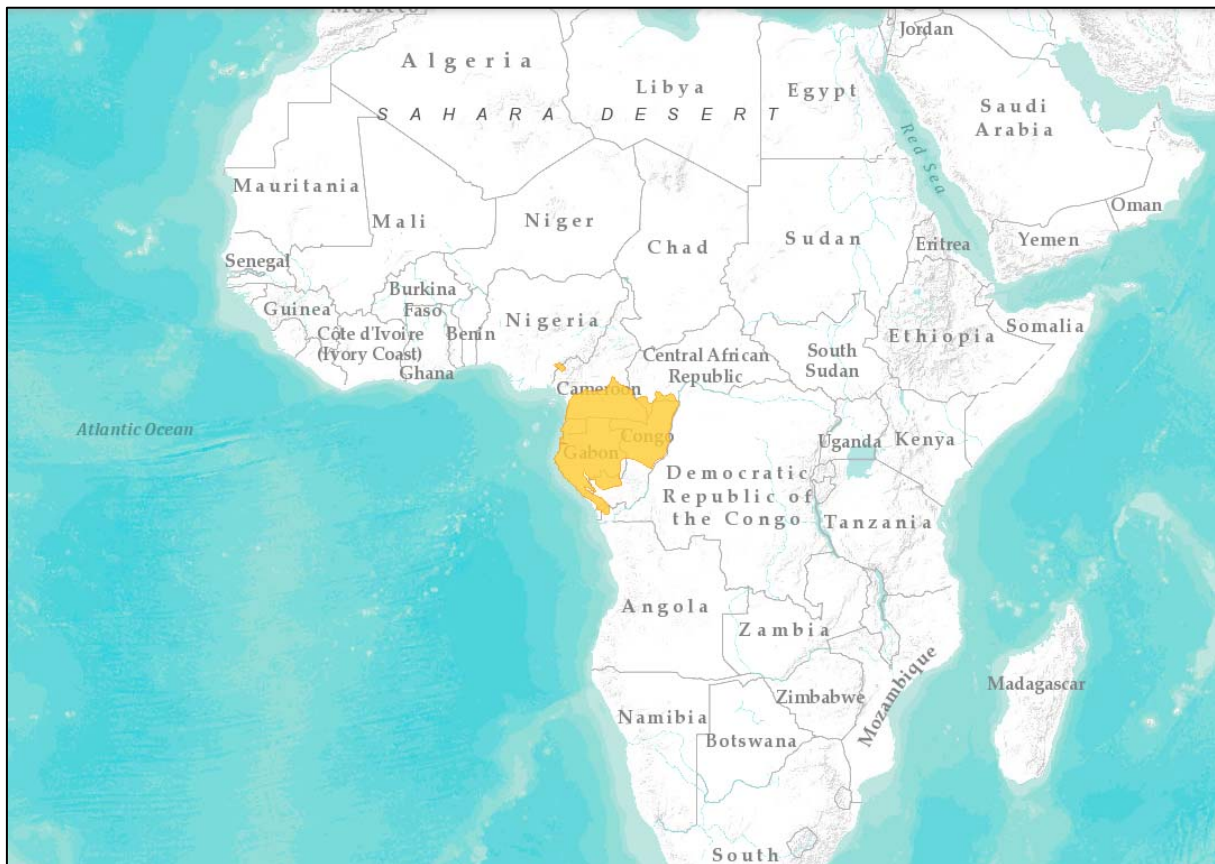 Morocco
Jordan
Algeria
Libya
Egypt
Saudi
Arabia
SAHARA DESERT
Red Sea
Mauritania
Mali
Niger
Chad
Sudan
Oman
Yemen
Eritrea
Senegal
Burkina
Faso
Guinea
Nigeria
Côte d'Ivoire
(Ivory Coast)
Benin
Ghana
Somalia
Ethiopia
Central African
Republic
South
Sudan
Cameroon
Atlantic Ocean
Congo
Gabon
Uganda
Kenya
Democratic
Republic of
the Congo
Tanzania
Angola
Zambia
Madagascar
Zimbabwe
Mozambique
Namibia
Botswana
South